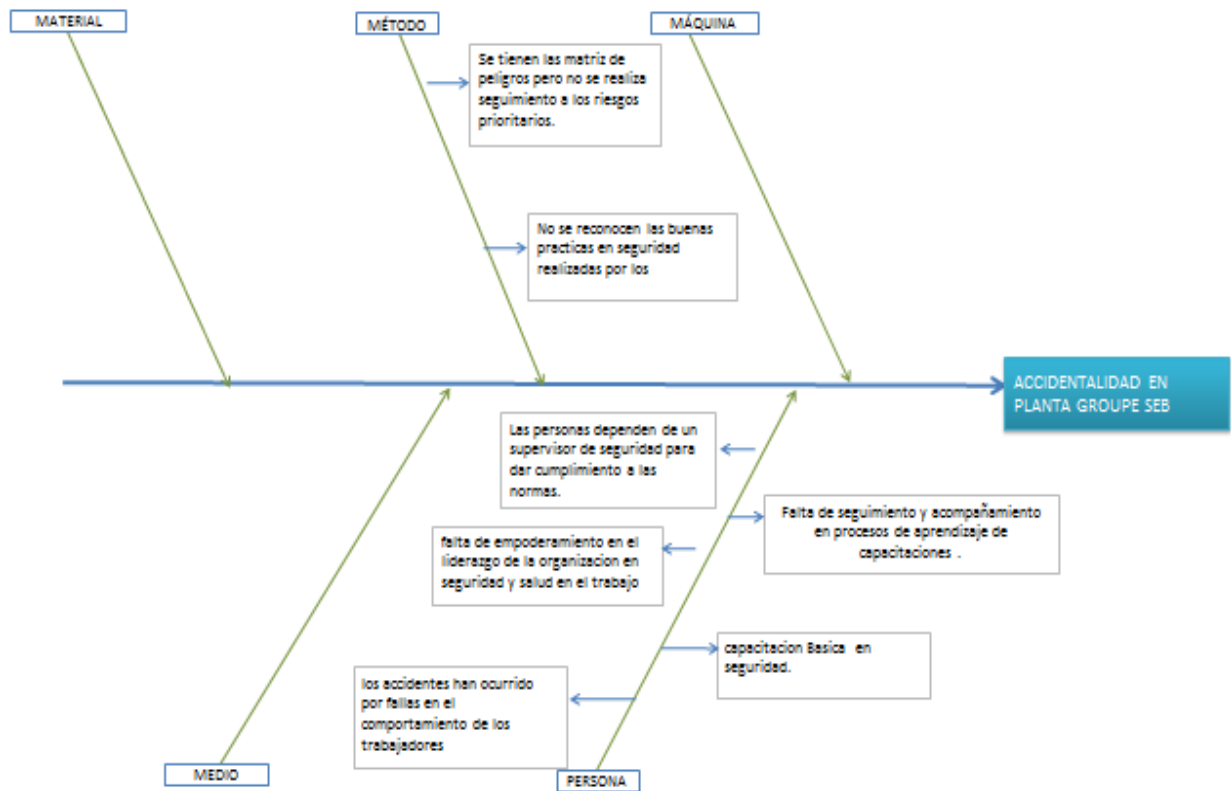 MATERIAL
MÉTODO
MÁQUINA
Se tienen las matriz de
peligros pero no se realiza
seguimiento a los riesgos
prioritarios.
No se reconocen las buenas
practicas en seguridad
realizadas por los
ACCIDENTALIDAD EN
PLANTA GROUPE SEB
Las personas dependen de un
supervisor de seguridad para
dar cumplimiento a las
normas.
Falta de seguimiento y acompañamiento
en procesos de aprendizaje de
capacitaciones .
falta de empoderamiento en el
liderazgo de la organizacion en
seguridad y salud en el trabajo
capacitacion Basica en
seguridad.
los accidentes han ocurrido
por fallas en el
comportamiento de los
trabajadores
MEDIO
PERSONA